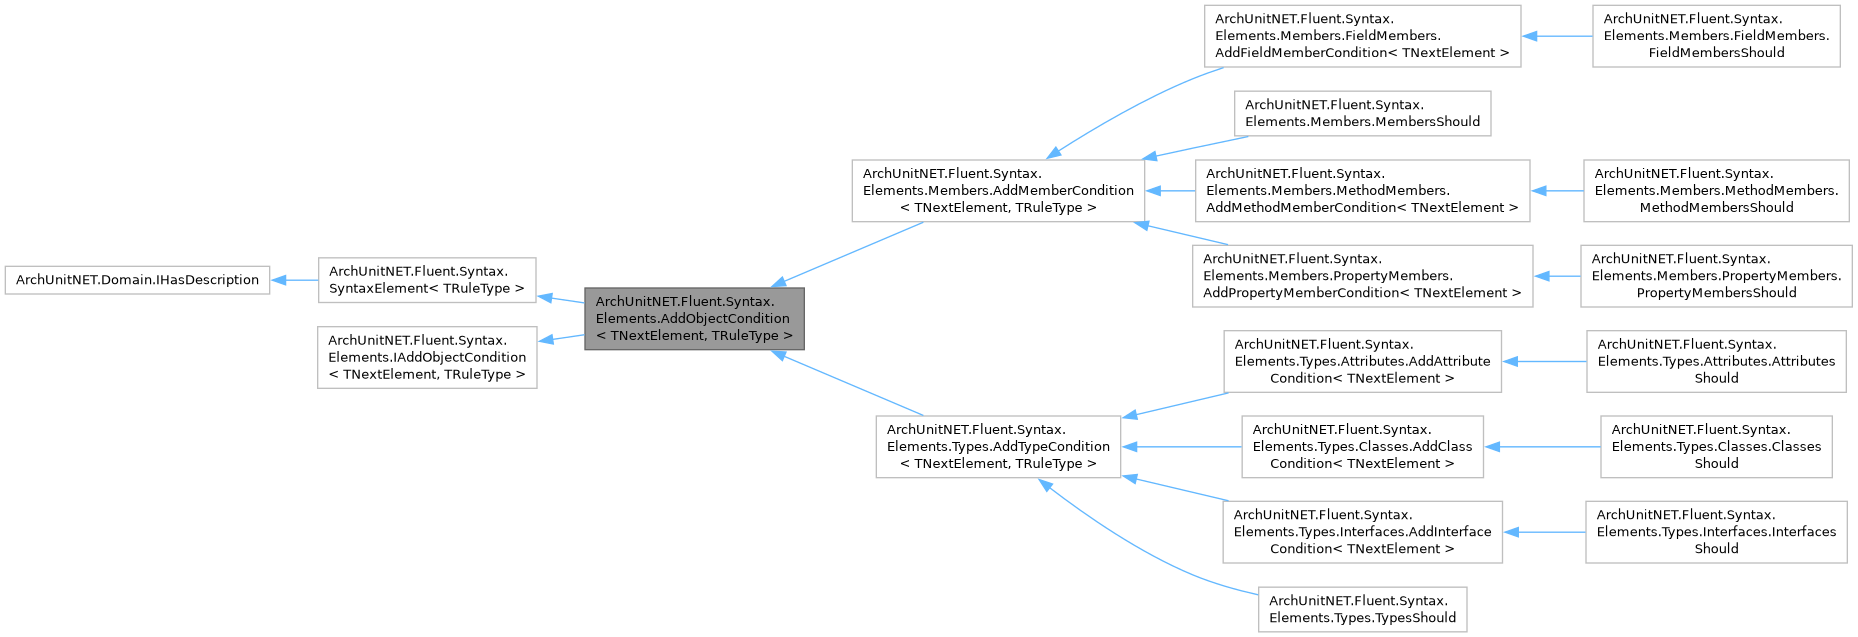 ArchUnitNET.Domain.IHasDescription
ArchUnitNET.Fluent.Syntax.
SyntaxElement< TRuleType >
ArchUnitNET.Fluent.Syntax.
Elements.IAddObjectCondition
< TNextElement, TRuleType >
ArchUnitNET.Fluent.Syntax.
Elements.AddObjectCondition
< TNextElement, TRuleType >
ArchUnitNET.Fluent.Syntax.
Elements.Members.AddMemberCondition
< TNextElement, TRuleType >
ArchUnitNET.Fluent.Syntax.
Elements.Types.AddTypeCondition
< TNextElement, TRuleType >
ArchUnitNET.Fluent.Syntax.
Elements.Members.FieldMembers.
AddFieldMemberCondition< TNextElement >
ArchUnitNET.Fluent.Syntax.
Elements.Members.MembersShould
ArchUnitNET.Fluent.Syntax.
Elements.Members.MethodMembers.
AddMethodMemberCondition< TNextElement >
ArchUnitNET.Fluent.Syntax.
Elements.Members.PropertyMembers.
AddPropertyMemberCondition< TNextElement >
ArchUnitNET.Fluent.Syntax.
Elements.Types.Attributes.AddAttribute
Condition< TNextElement >
ArchUnitNET.Fluent.Syntax.
Elements.Types.Classes.AddClass
Condition< TNextElement >
ArchUnitNET.Fluent.Syntax.
Elements.Types.Interfaces.AddInterface
Condition< TNextElement >
ArchUnitNET.Fluent.Syntax.
Elements.Types.TypesShould
ArchUnitNET.Fluent.Syntax.
Elements.Members.FieldMembers.
FieldMembersShould
ArchUnitNET.Fluent.Syntax.
Elements.Members.MethodMembers.
MethodMembersShould
ArchUnitNET.Fluent.Syntax.
Elements.Members.PropertyMembers.
PropertyMembersShould
ArchUnitNET.Fluent.Syntax.
Elements.Types.Attributes.Attributes
Should
ArchUnitNET.Fluent.Syntax.
Elements.Types.Classes.Classes
Should
ArchUnitNET.Fluent.Syntax.
Elements.Types.Interfaces.Interfaces
Should